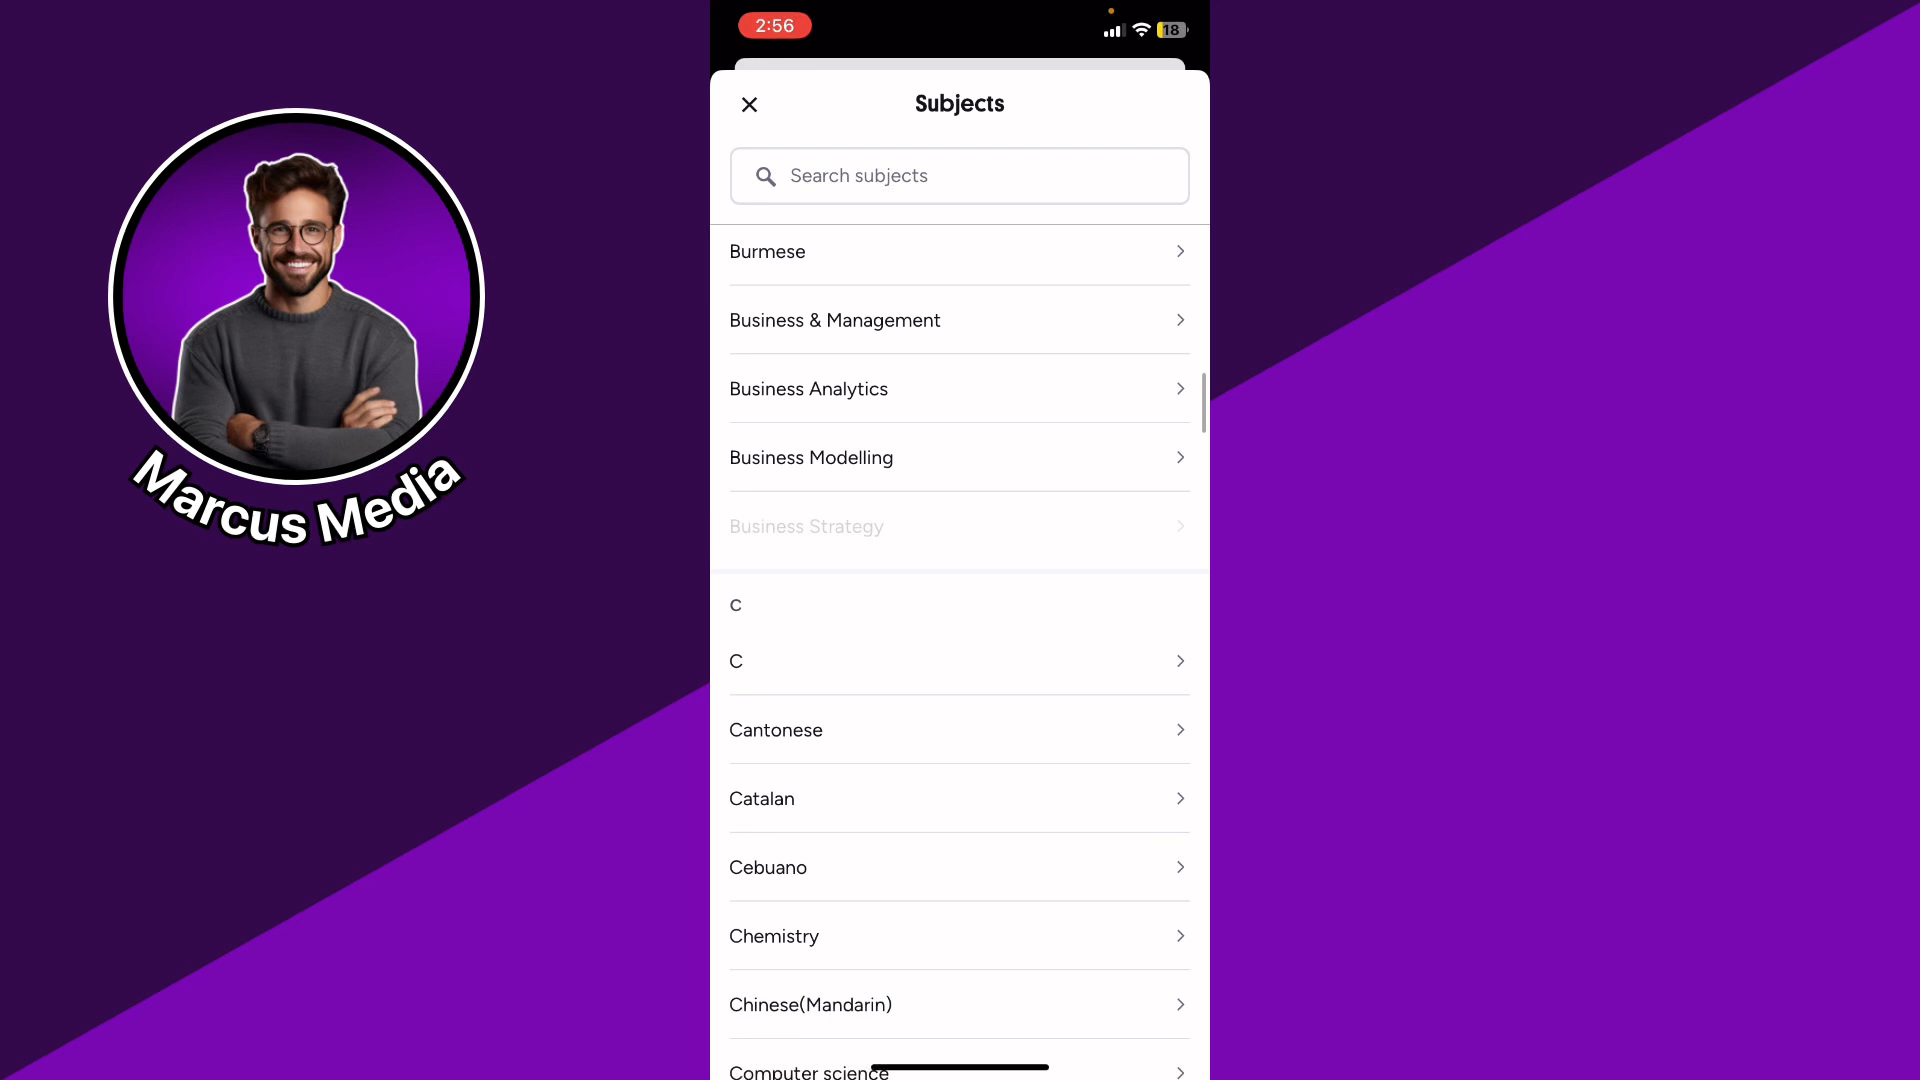 2:56
18
Subjects
Search subjects
Burmese
Business & Management
Business Analytics
Business Modelling
Business Strategy
C
C
Cantonese
Catalan
Cebuano
Chemistry
Chinese(Mandarin)
Computer science
Marcus Media